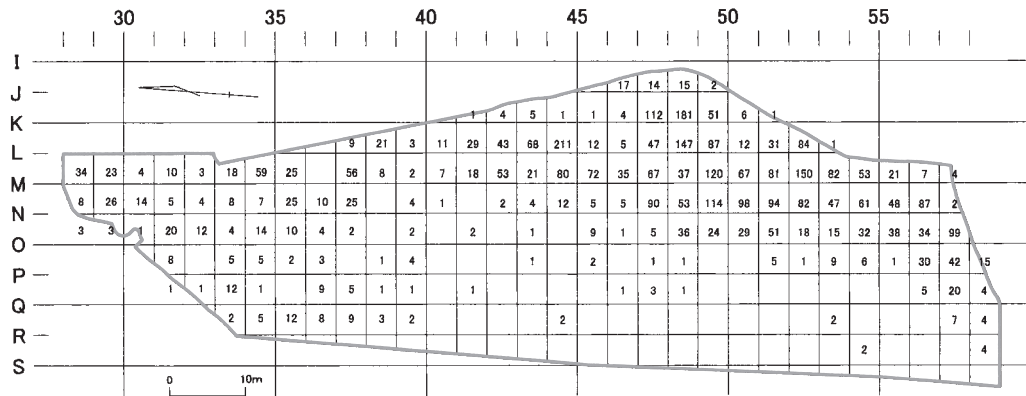 30 35 40 45 50 55
I
17 14 15 2
J
1 4 5 1 1 4 112 181 51 6 1
K
9 21 3 11 29 43 68 211 12 5 47 147 87 12 31 84 1
L
34 23 4 10 3 18 59 25 56 8 2 7 18 53 21 80 72 35 67 37 120 67 81 150 82 53 21 7 4
M
8 26 14 5 4 8 7 25 10 25 4 1 2 4 12 5 5 90 53 114 98 94 82 47 61 48 87 2
N
3 3 1 20 12 4 14 10 4 2 2 2 1 9 1 5 36 24 29 51 18 15 32 38 34 99
O
8 5 5 2 3 1 4 1 2 1 1 5 1 9 6 1 30 42 15
P
1 1 12 1 9 5 1 1 1 1 3 1 5 20 4
Q
2 5 12 8 9 3 2 2 2 7 4
R
2 4
S
0 10m